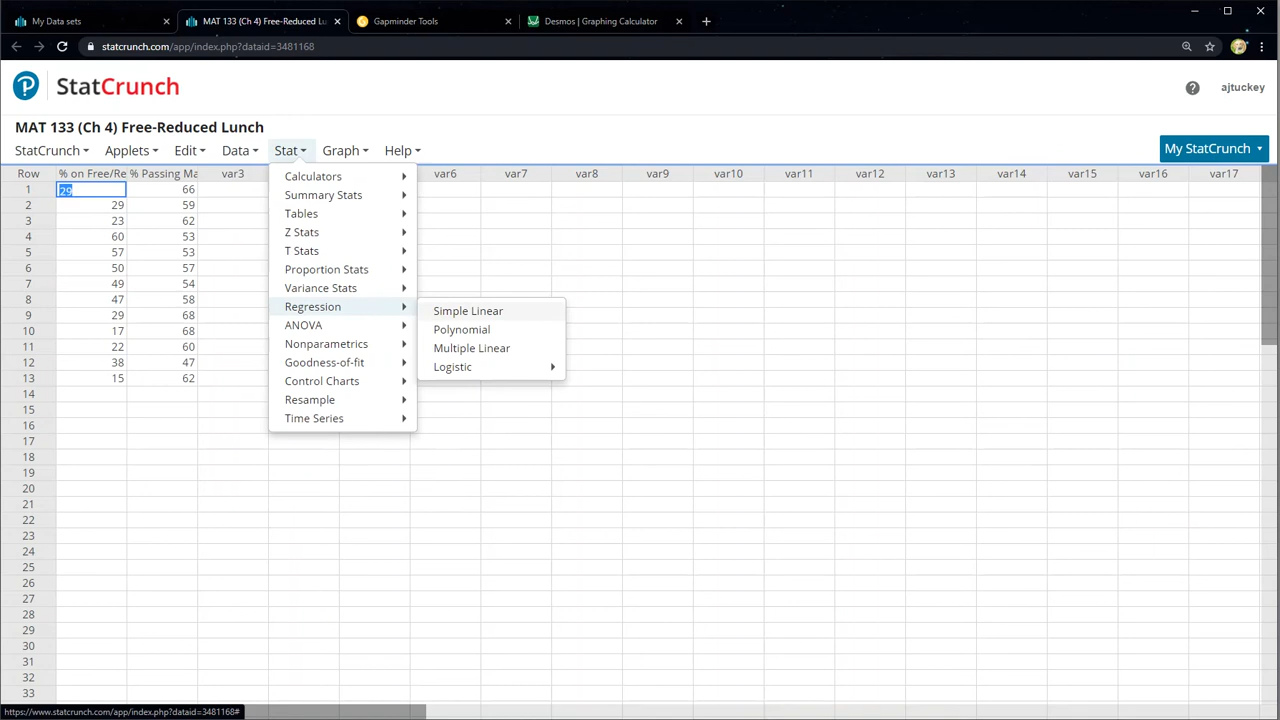 My Data sets
MAT 133 (Ch 4) Free-Reduced Lu
Gapminder Tools
Desmos | Graphing Calculator
statcrunch.com/app/index.php?dataid=3481168
StatCrunch
ajtuckey
MAT 133 (Ch 4) Free-Reduced Lunch
StatCrunch Applets Edit Data Stat Graph Help
My StatCrunch
Row % on Free/Re % Passing Ma var3 var6 var7 var8 var9 var10 var11 var12 var13 var14 var15 var16 var17
1 29 66
2 29 59
3 23 62
4 60 53
5 57 53
6 50 57
7 49 54
8 47 58
9 29 68
10 17 68
11 22 60
12 38 47
13 15 62
14
15
16
17
18
19
20
21
22
23
24
25
26
27
28
29
30
31
32
33
Calculators
Summary Stats
Tables
Z Stats
T Stats
Proportion Stats
Variance Stats
Regression
ANOVA
Nonparametrics
Goodness-of-fit
Control Charts
Resample
Time Series
Simple Linear
Polynomial
Multiple Linear
Logistic
https://www.statcrunch.com/app/index.php?dataid=3481168#